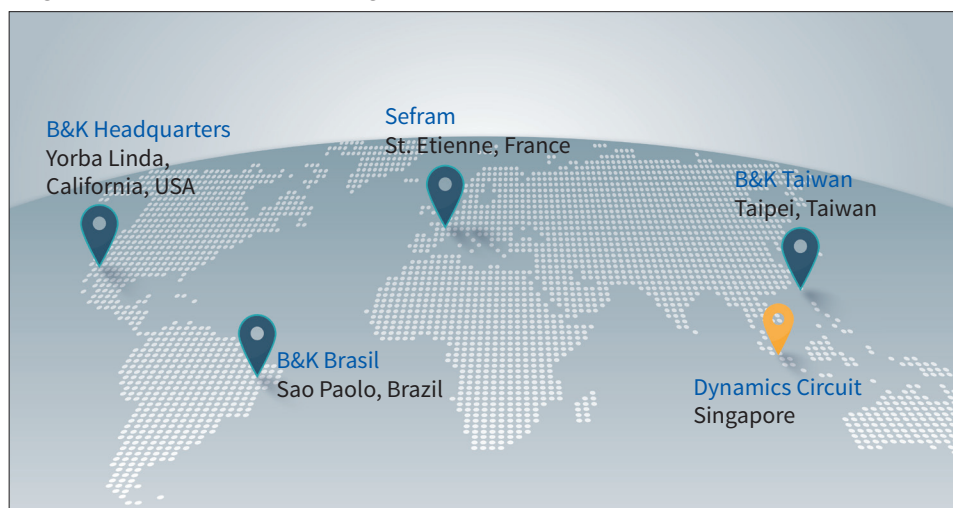 B&K Headquarters
Yorba Linda,
California, USA
Sefram
St. Etienne, France
B&K Taiwan
Taipei, Taiwan
B&K Brasil
Sao Paolo, Brazil
Dynamics Circuit
Singapore